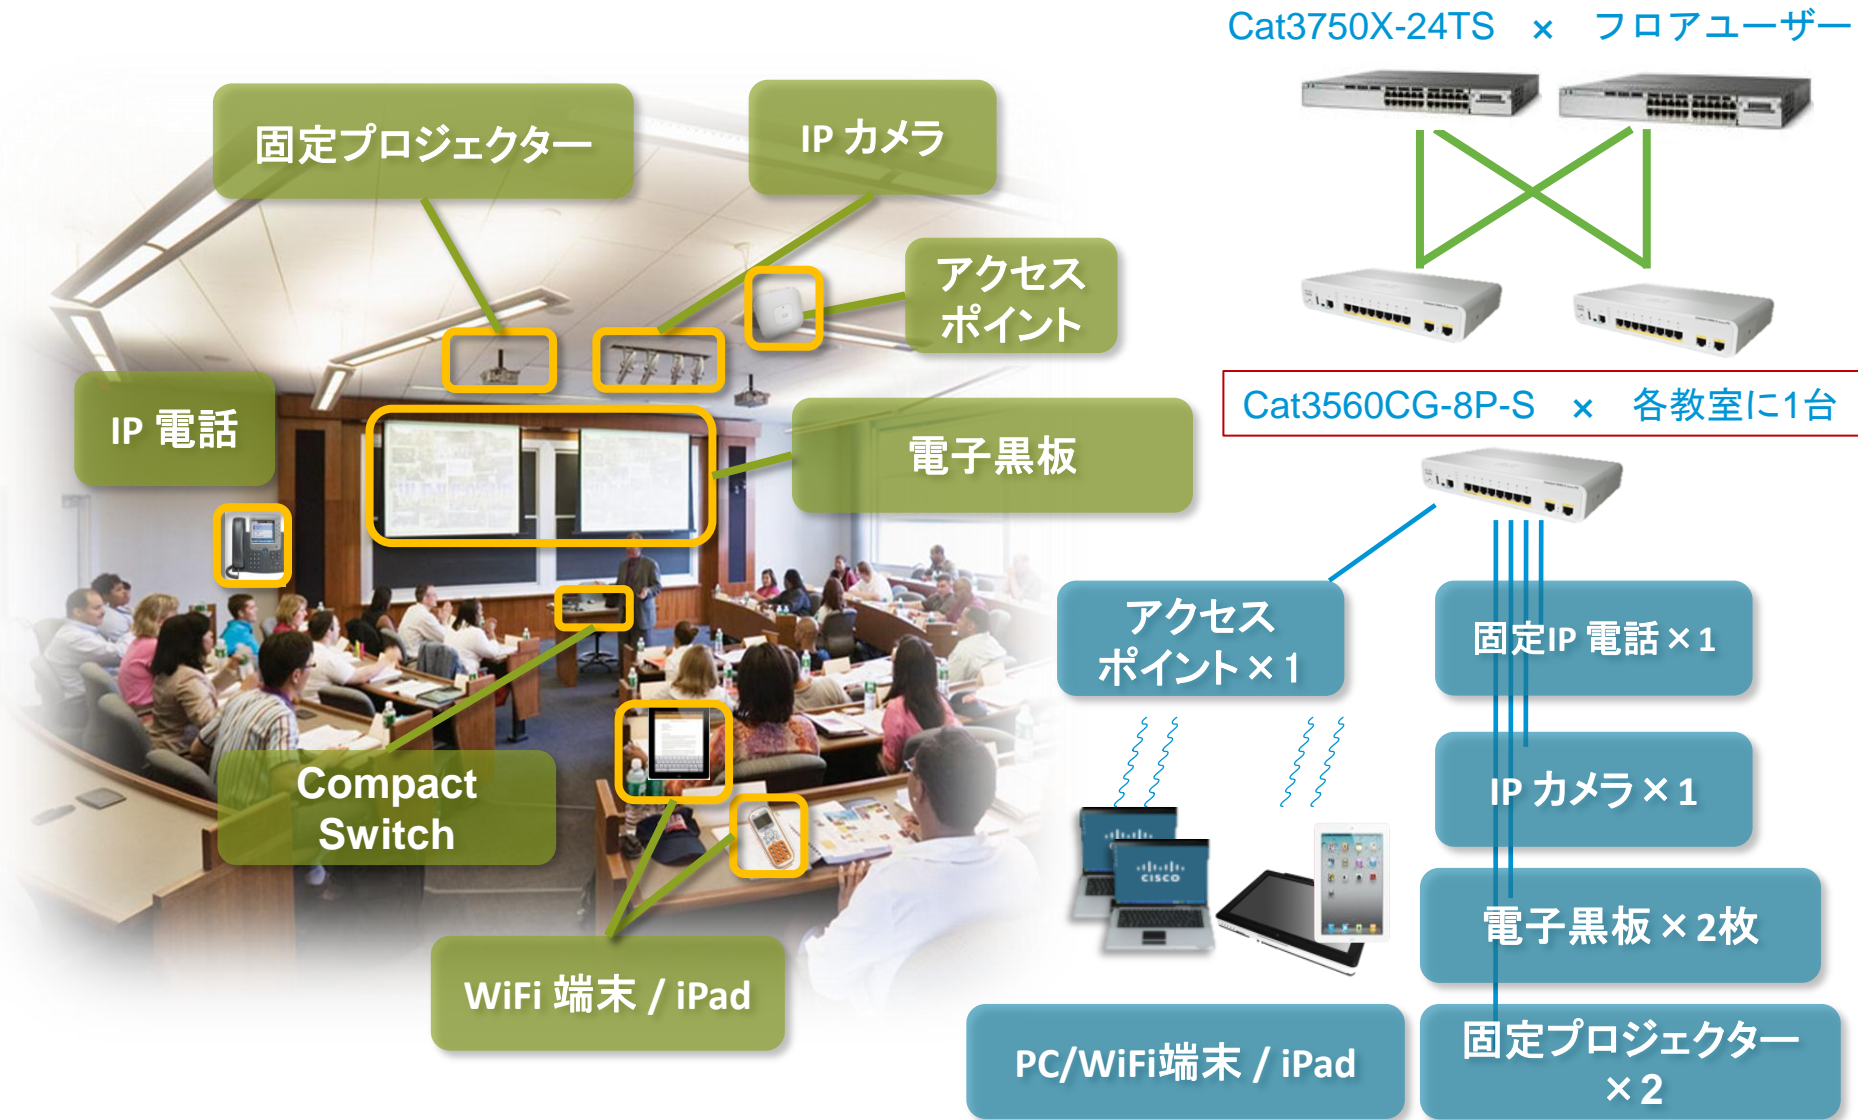 Cat3750X-24TS × フロアユーザー
固定プロジェクター
IP カメラ
アクセス
ポイント
IP 電話
電子黒板
Cat3560CG-8P-S × 各教室に1台
アクセス
ポイント×1
固定IP 電話×1
Compact
Switch
IP カメラ×1
CISCO
電子黒板×2枚
WiFi 端末 / iPad
PC/WiFi端末 / iPad
固定プロジェクター
×2